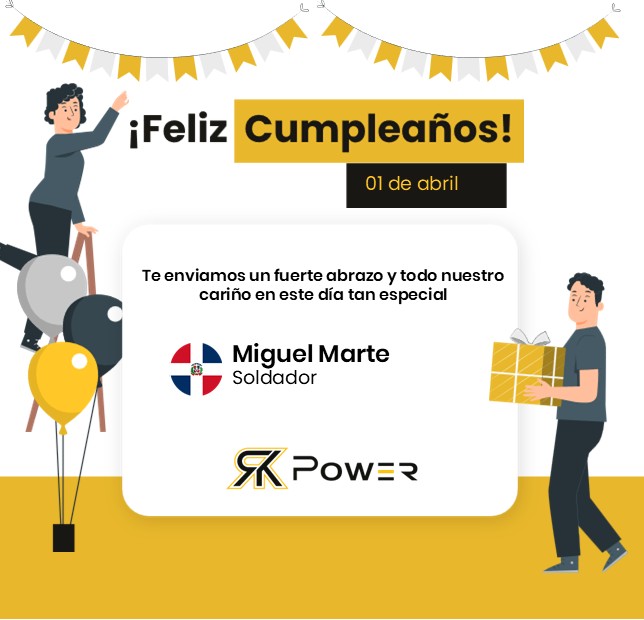 ¡Feliz Cumpleaños!
01 de abril
Te enviamos un fuerte abrazo y todo nuestro
cariño en este día tan especial
Miguel Marte
Soldador
RK Power